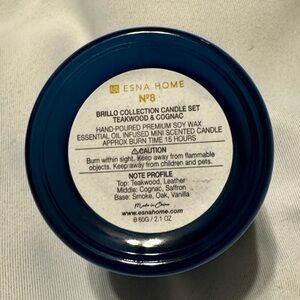 ESNA HOME
Nº8
BRILLO COLLECTION CANDLE SET
TEAKWOOD & COGNAC
HAND-POURED PREMIUM SOY WAX
ESSENTIAL OIL INFUSED MINI SCENTED CANDLE
APPROX BURN TIME 15 HOURS
⚠CAUTION
Burn within sight. Keep away from flammable
objects. Keep away from children and pets.
NOTE PROFILE
Top: Teakwood, Leather
Middle: Cognac, Saffron
Base: Smoke, Oak, Vanilla
Made in China
www.esnahome.com
℮60G / 2.1 OZ